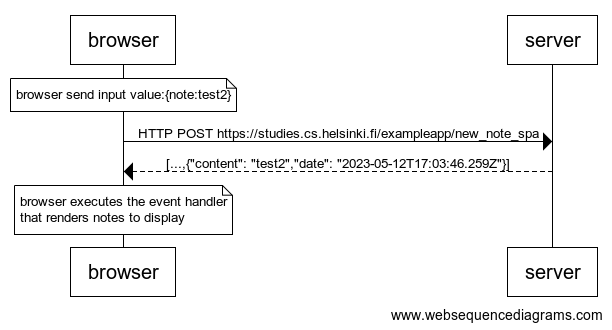 browser
server
browser send input value:{note:test2}
HTTP POST https://studies.cs.helsinki.fi/exampleapp/new_note_spa
[...,{"content": "test2","date": "2023-05-12T17:03:46.259Z"}]
browser executes the event handler
that renders notes to display
browser
server
www.websequencediagrams.com